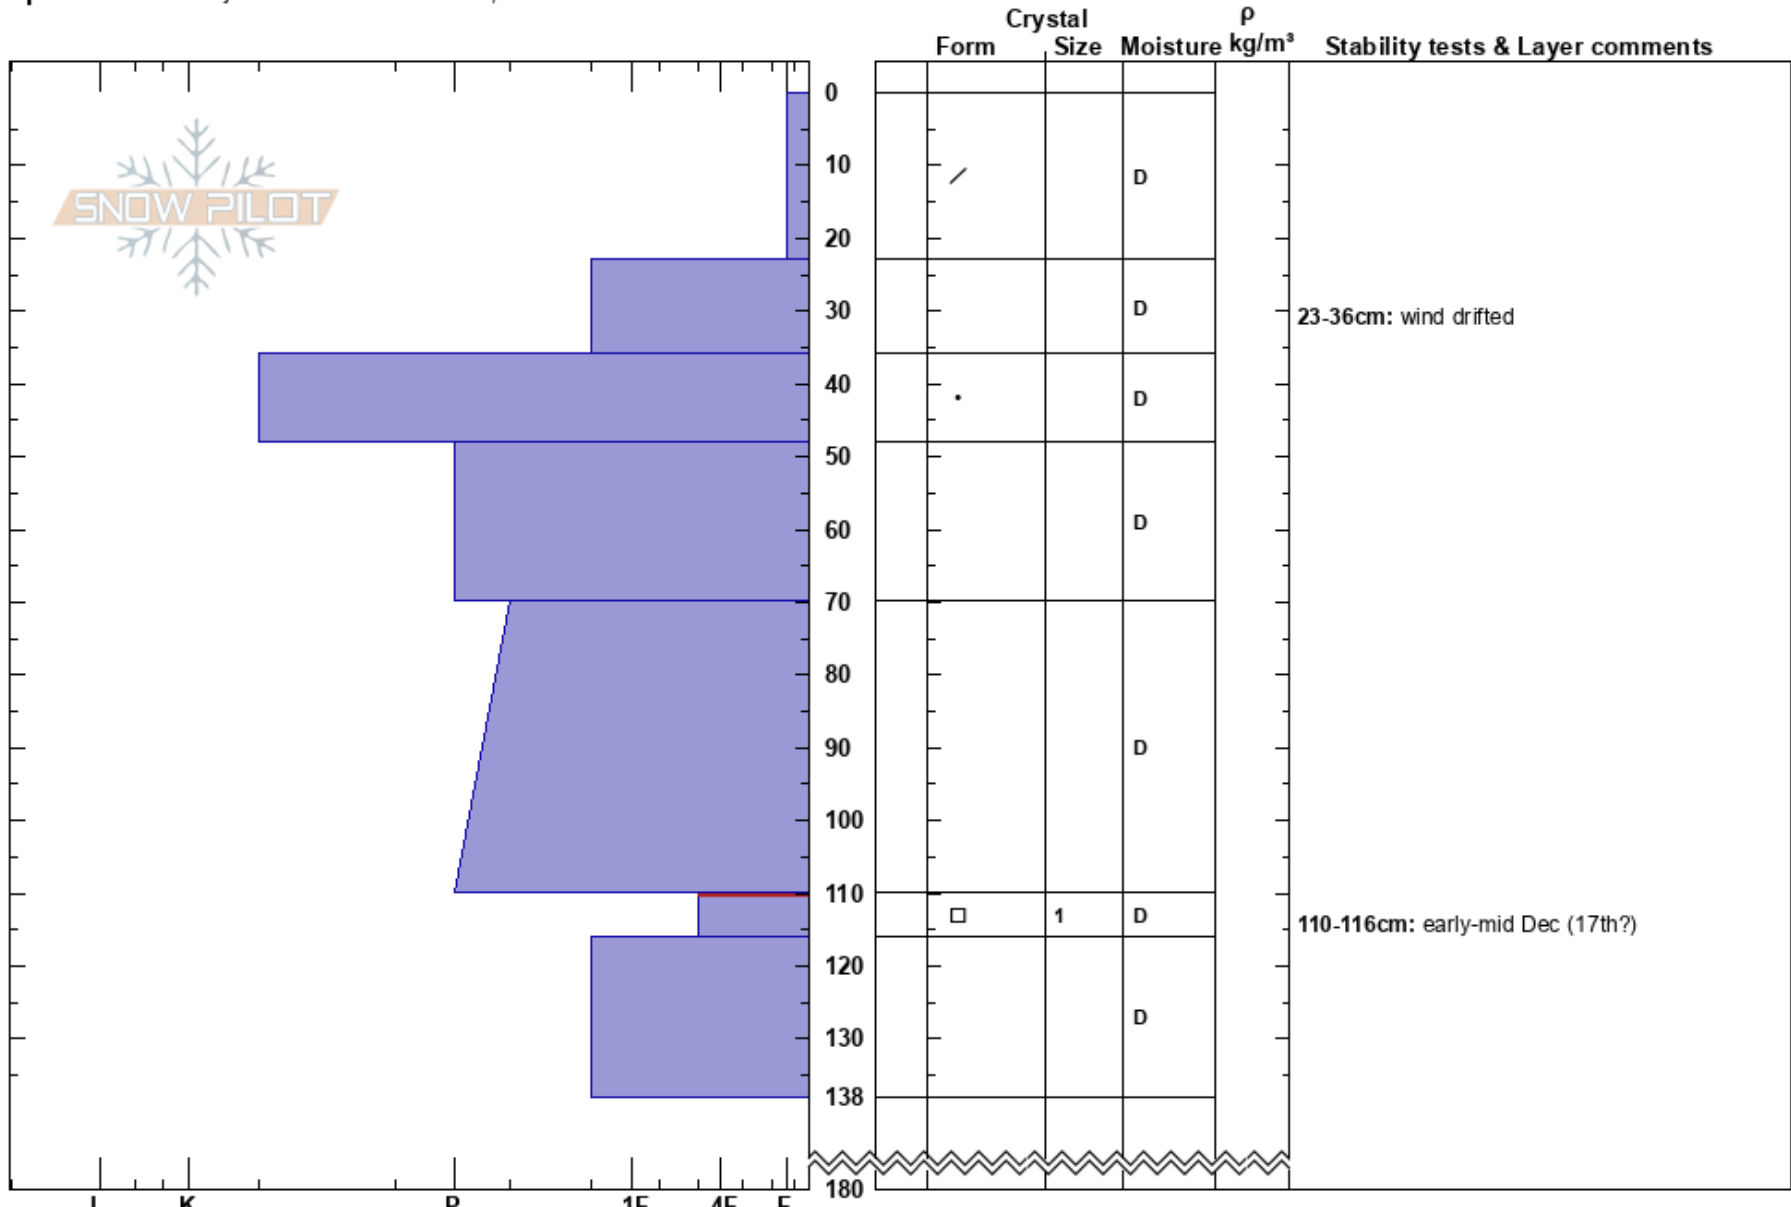 Crystal
ρ
Form
Size
Moisture
kg/m³
Stability tests & Layer comments
SNOW PILOT
0
10
D
20
30
D
23-36cm: wind drifted
40
D
50
60
D
70
80
90
D
100
110
1
D
110-116cm: early-mid Dec (17th?)
120
130
D
138
180
I
K
P
1F
4F
F